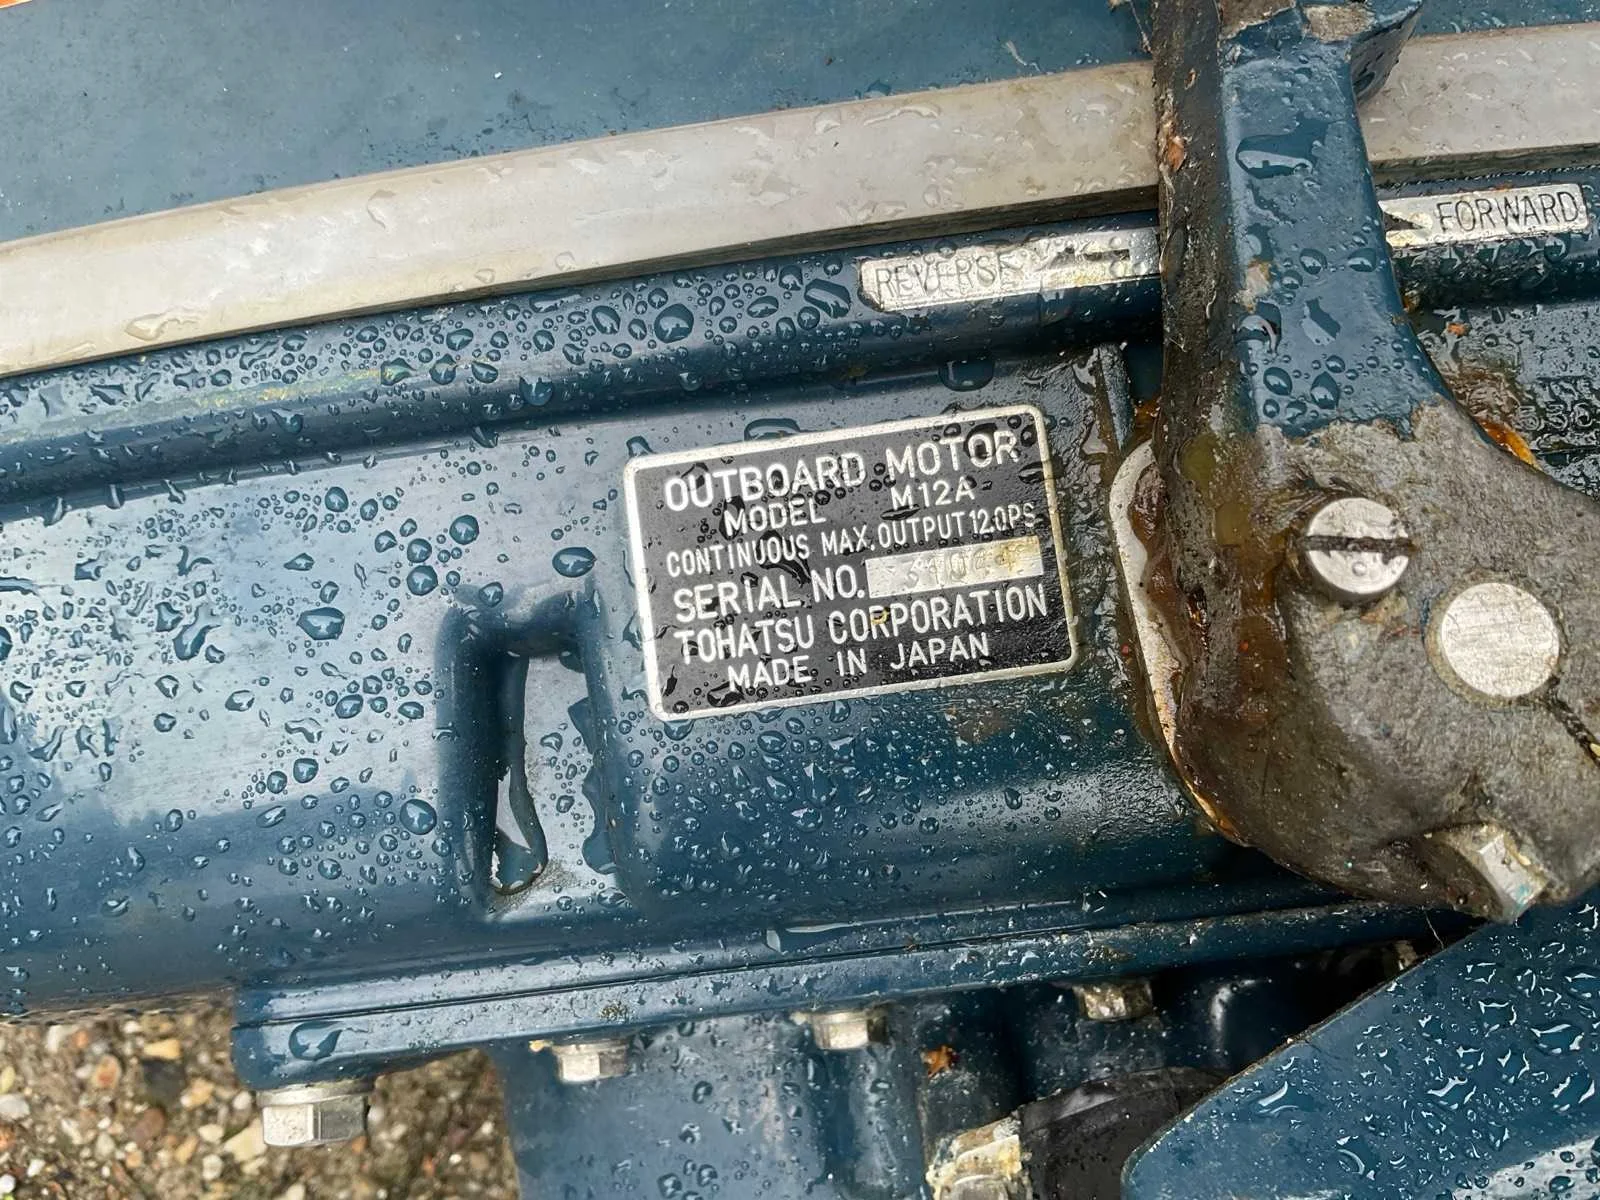 REVERSE
FORWARD
OUTBOARD MOTOR
MODEL M12A
CONTINUOUS MAX. OUTPUT 12.0PS
SERIAL NO.
TOHATSU CORPORATION
MADE IN JAPAN